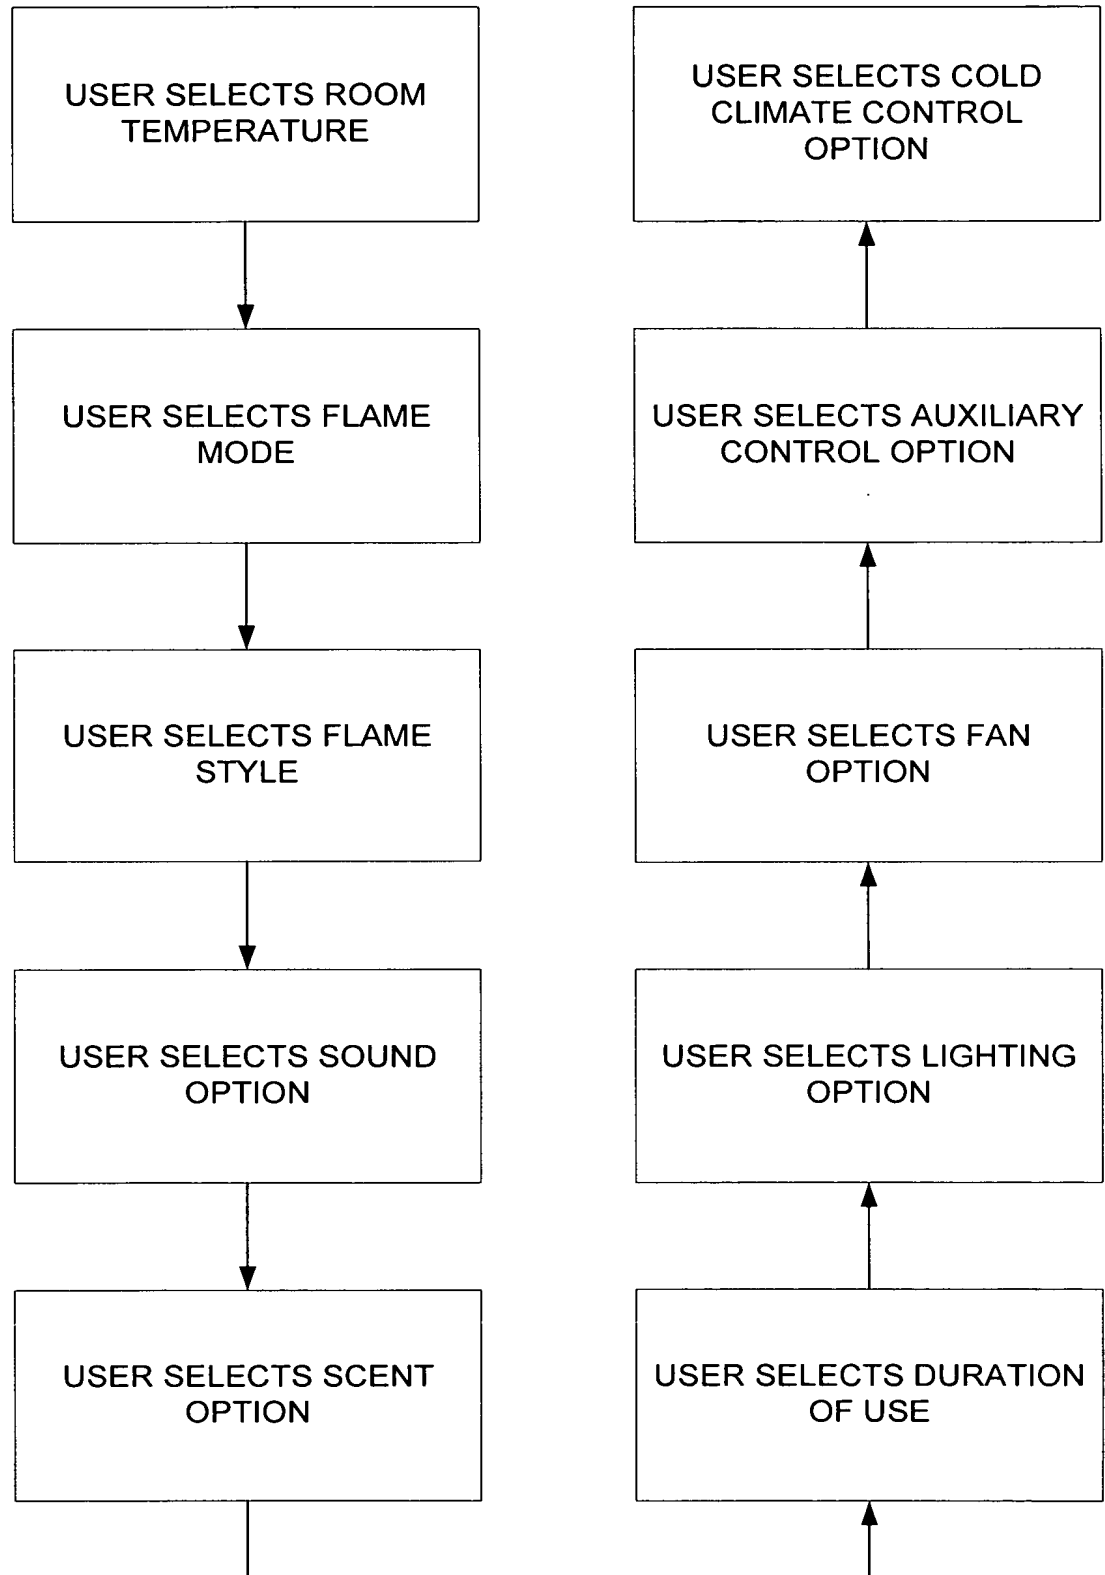 USER SELECTS ROOM
TEMPERATURE
USER SELECTS FLAME
MODE
USER SELECTS FLAME
STYLE
USER SELECTS SOUND
OPTION
USER SELECTS SCENT
OPTION
USER SELECTS DURATION
OF USE
USER SELECTS LIGHTING
OPTION
USER SELECTS FAN
OPTION
USER SELECTS AUXILIARY
CONTROL OPTION
USER SELECTS COLD
CLIMATE CONTROL
OPTION